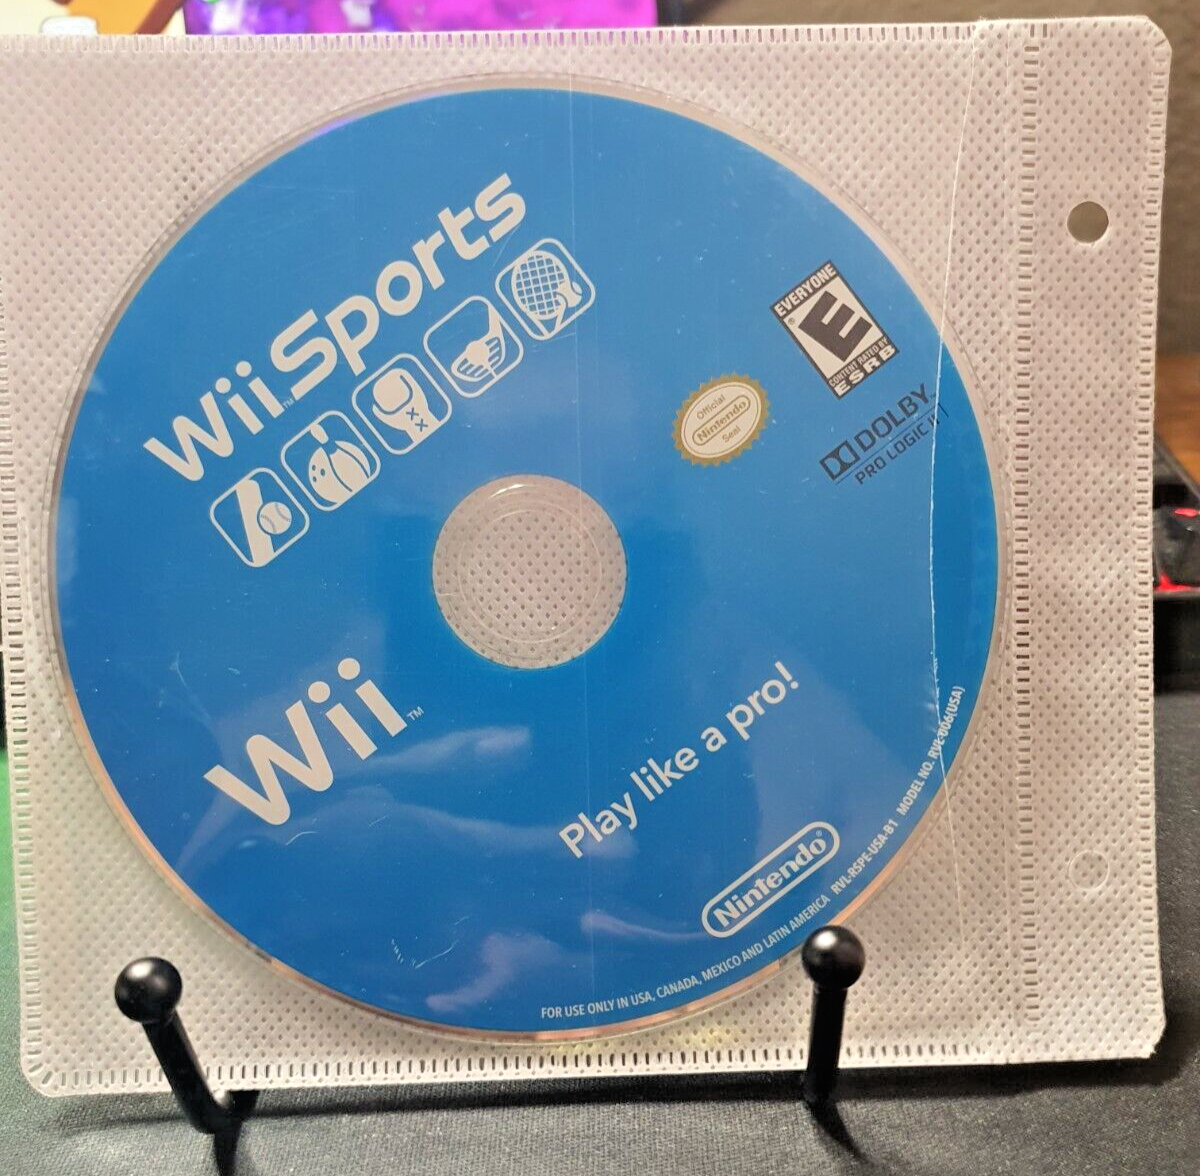 Wii Sports
TM
EVERYONE
E
®
CONTENT RATED BY
ESRB
Official
Nintendo
Seal
DOLBY
PRO LOGIC II
Wii TM
Play like a pro!
Nintendo®
FOR USE ONLY IN USA, CANADA, MEXICO AND LATIN AMERICA RVL-RSPE-USA-B1 MODEL NO. RVL-006(USA)